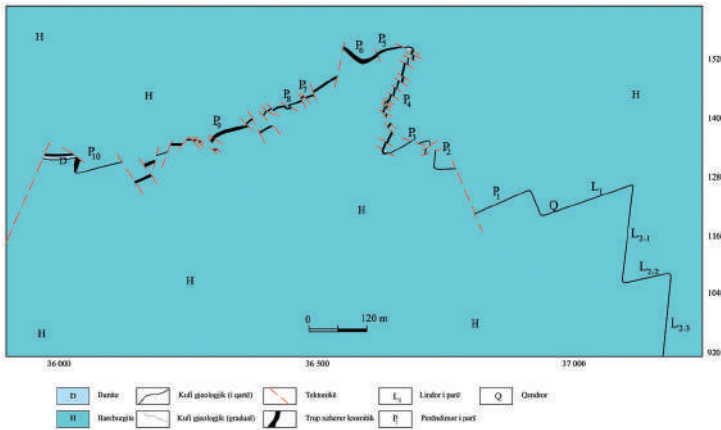 H
H
H
H
H
H
H
P5
P6
P7
P8
P9
P4
P3
P2
D
P10
P1
Q
L1
L2-1
L2-2
L2-3
0 120 m
1520
1400
1280
1160
1040
920
36 000 36 500 37 000
D Dunite Kufi gjeologjik (i qartë) Tektonikë L1 Lindor i parë Q Qendror
H Harcburgite Kufi gjeologjik (gradual) Trup xeheror kromitik P1 Perëndimor i parë